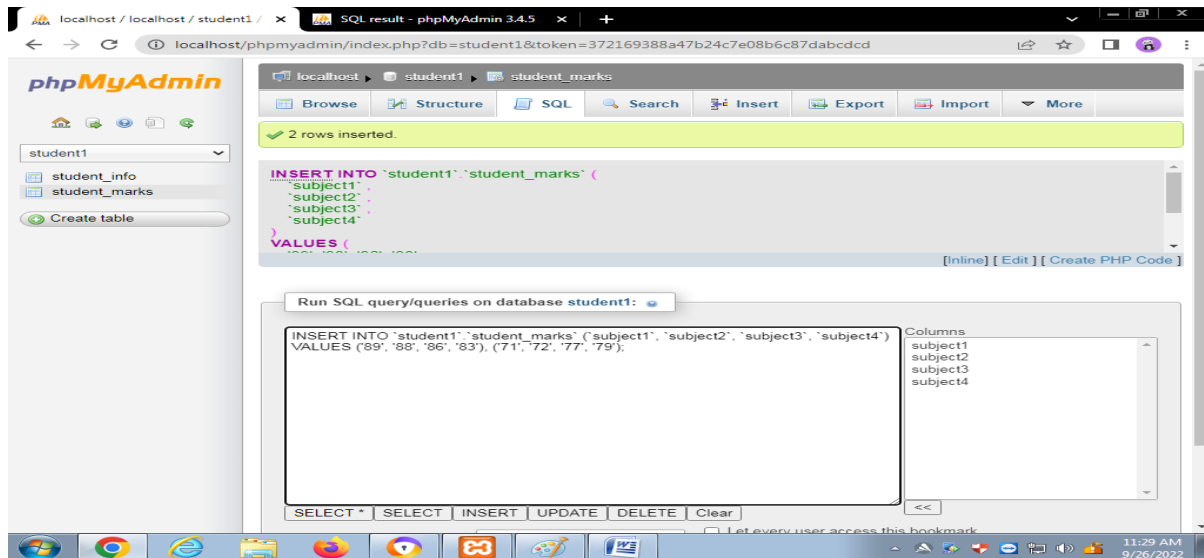 localhost / localhost / student1 /
SQL result - phpMyAdmin 3.4.5
localhost/phpmyadmin/index.php?db=student1&token=372169388a47b24c7e08b6c87dabcdcd
phpMyAdmin
student1
student_info
student_marks
Create table
localhost student1 student_marks
Browse Structure SQL Search Insert Export Import More
2 rows inserted.
INSERT INTO `student1`.`student_marks` (
`subject1` ,
`subject2` ,
`subject3` ,
`subject4`
)
VALUES (
[Inline] [ Edit ] [ Create PHP Code ]
Run SQL query/queries on database student1:
INSERT INTO `student1`.`student_marks` (`subject1`, `subject2`, `subject3`, `subject4`)
VALUES ('89', '88', '86', '83'), ('71', '72', '77', '79');
Columns
subject1
subject2
subject3
subject4
<<
SELECT * SELECT INSERT UPDATE DELETE Clear
Let every user access this bookmark
11:29 AM
9/26/2022